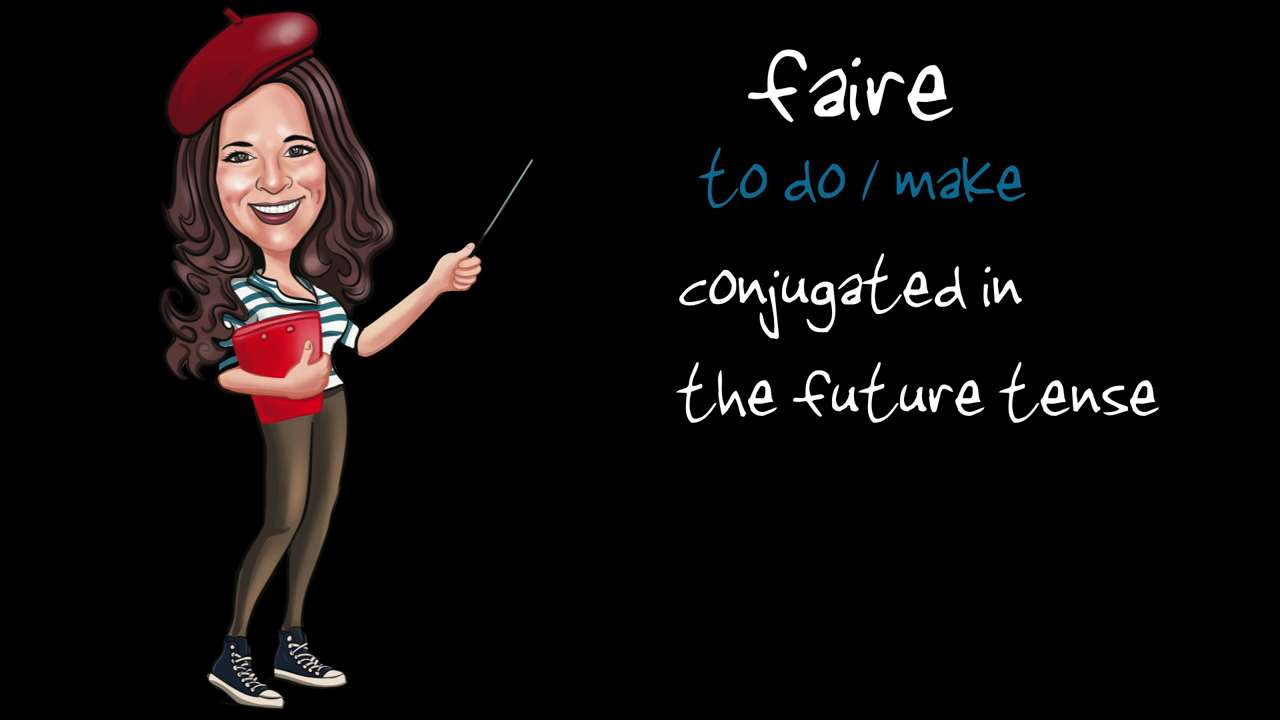 faire
to do / make
conjugated in
the future tense